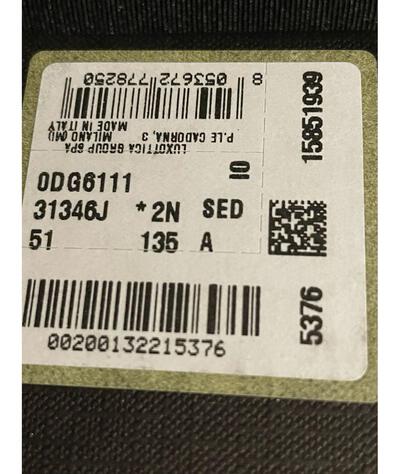 8 053672 778250
LUXOTTICA GROUP SPA
P.LE CADORNA, 3 MILANO (MI)
MADE IN ITALY
15851939
IO
0DG6111
31346J *2N SED
51 135 A
5376
00200132215376